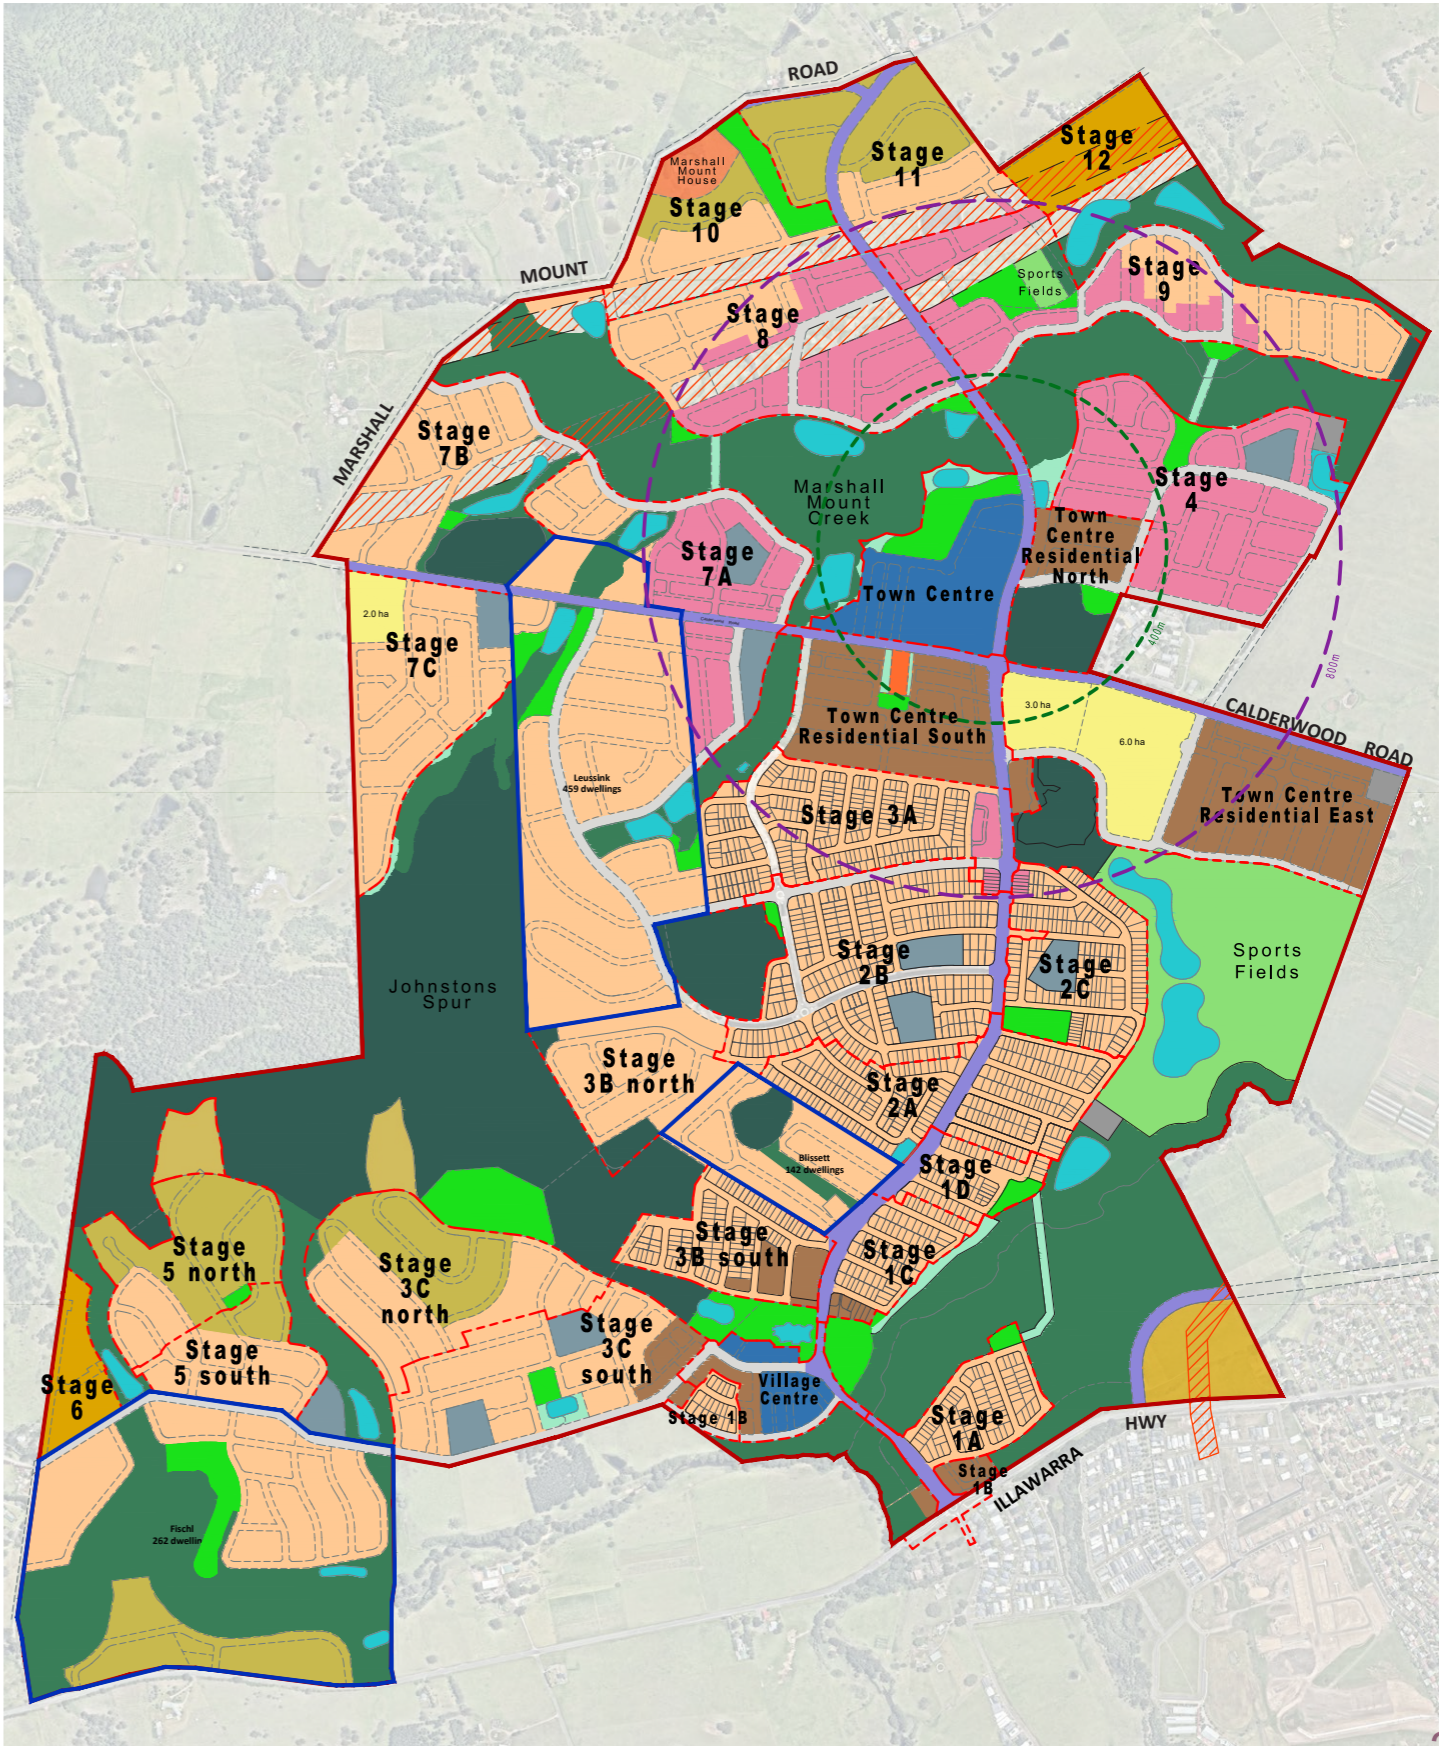 ROAD
Stage
12
Stage
11
Marshall
Mount
House
Stage
10
MOUNT
Sports
Fields
Stage
9
Stage
8
MARSHALL
Stage
7B
Marshall
Mount
Creek
Stage
4
Town
Centre
Residential
North
Stage
7A
Town Centre
2.0 ha
Stage
7C
400m
800m
3.0 ha
6.0 ha
CALDERWOOD ROAD
Town Centre
Residential South
Leussink
459 dwellings
Stage 3A
Town Centre
Residential East
Stage
2B
Stage
2C
Sports
Fields
Johnstons
Spur
Stage
3B north
Stage
2A
Blissett
142 dwellings
Stage
1D
Stage
3B south
Stage
1C
Stage
5 north
Stage
3C
north
Stage
3C
south
Stage
5 south
Stage
6
Village
Centre
Stage 1B
Stage
1A
Stage
1B
HWY
ILLAWARRA
Fischl
262 dwellin